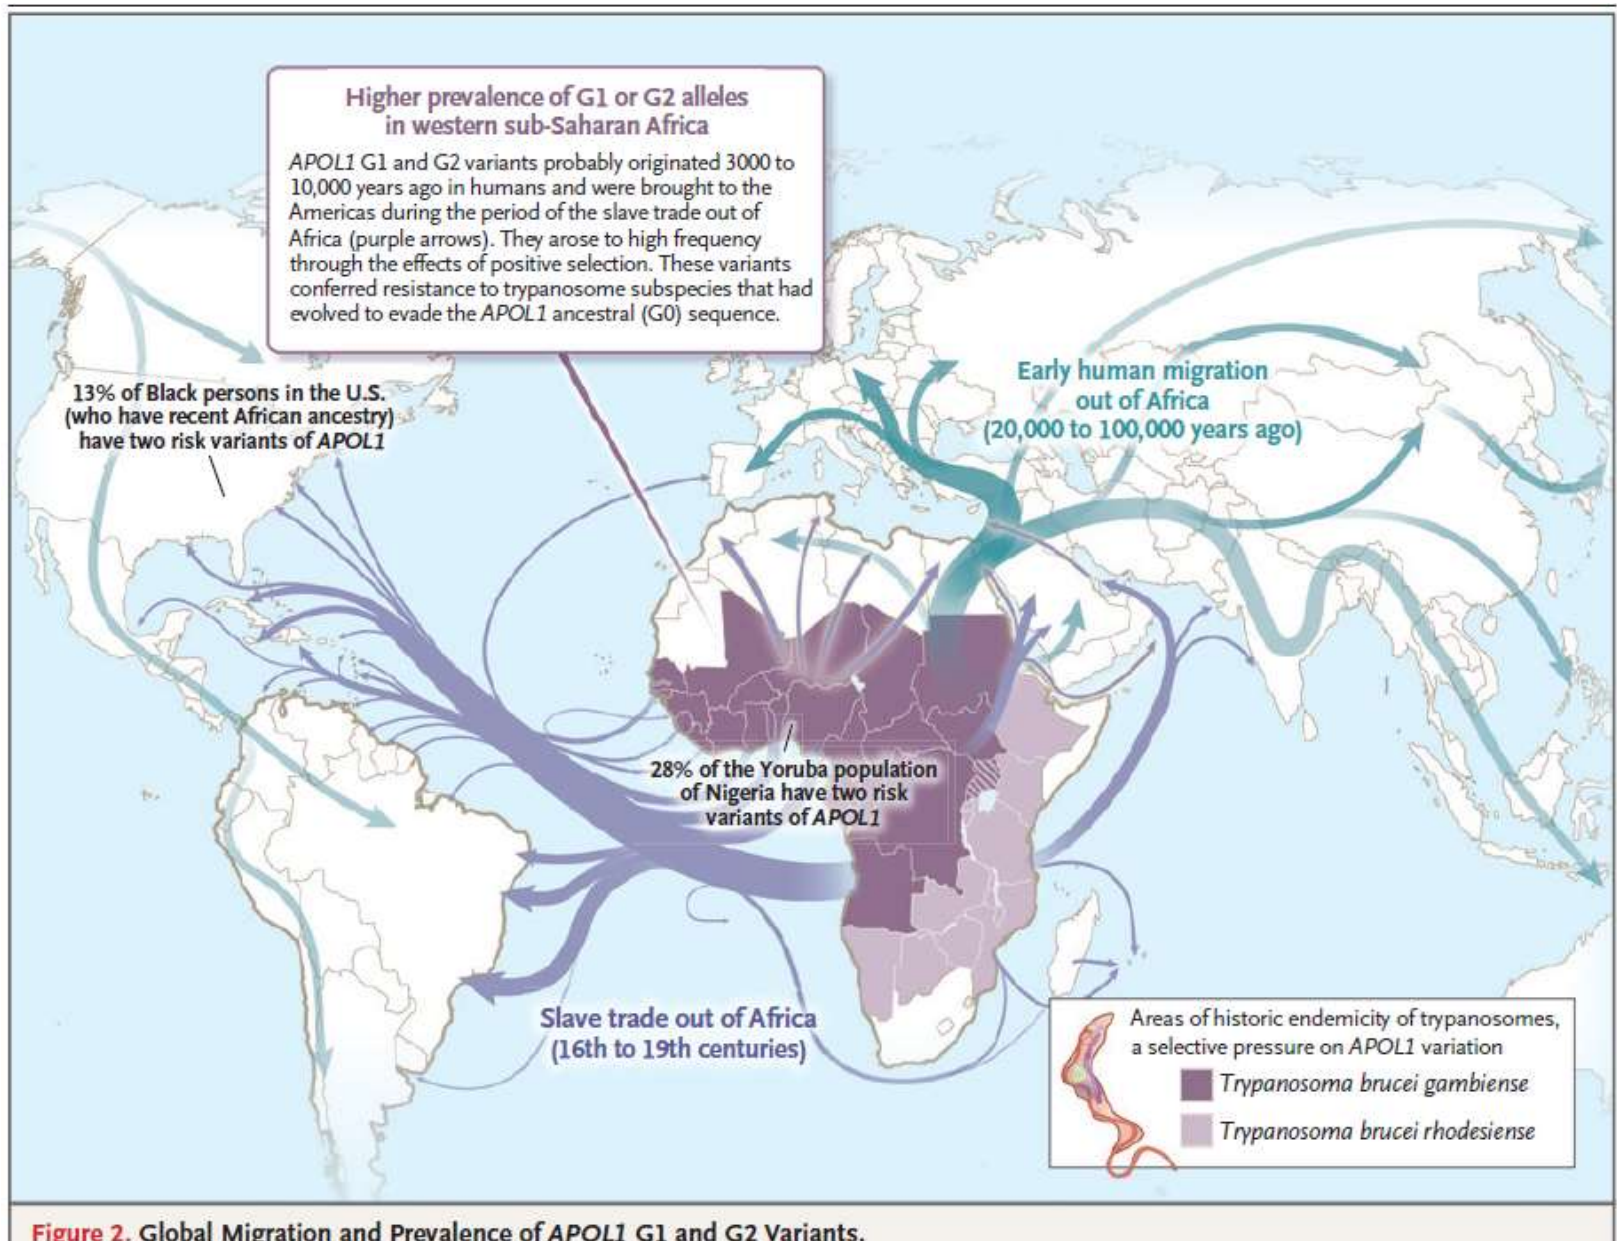 Higher prevalence of G1 or G2 alleles
in western sub-Saharan Africa
APOL1 G1 and G2 variants probably originated 3000 to
10,000 years ago in humans and were brought to the
Americas during the period of the slave trade out of
Africa (purple arrows). They arose to high frequency
through the effects of positive selection. These variants
conferred resistance to trypanosome subspecies that had
evolved to evade the APOL1 ancestral (G0) sequence.
13% of Black persons in the U.S.
(who have recent African ancestry)
have two risk variants of APOL1
Early human migration
out of Africa
(20,000 to 100,000 years ago)
28% of the Yoruba population
of Nigeria have two risk
variants of APOL1
Slave trade out of Africa
(16th to 19th centuries)
Areas of historic endemicity of trypanosomes,
a selective pressure on APOL1 variation
Trypanosoma brucei gambiense
Trypanosoma brucei rhodesiense
Figure 2. Global Migration and Prevalence of APOL1 G1 and G2 Variants.